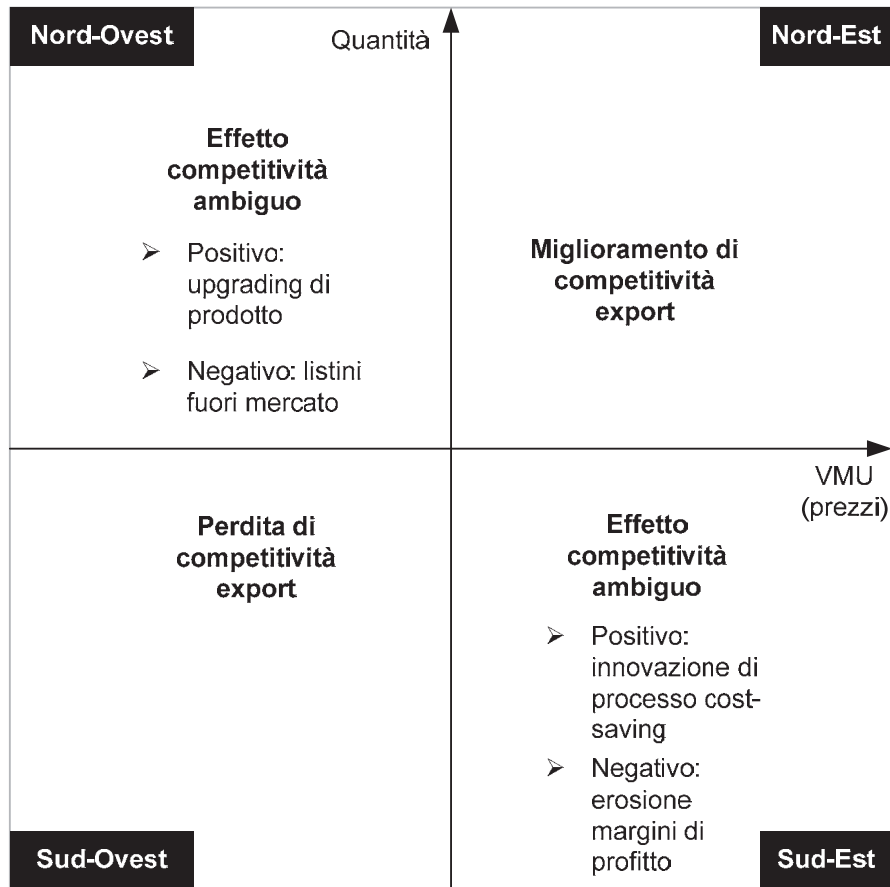 Nord-Ovest
Quantità
Nord-Est
Effetto
competitività
ambiguo
➢ Positivo:
upgrading di
prodotto
➢ Negativo: listini
fuori mercato
Miglioramento di
competitività
export
VMU
(prezzi)
Perdita di
competitività
export
Effetto
competitività
ambiguo
➢ Positivo:
innovazione di
processo cost-
saving
➢ Negativo:
erosione
margini di
profitto
Sud-Ovest
Sud-Est